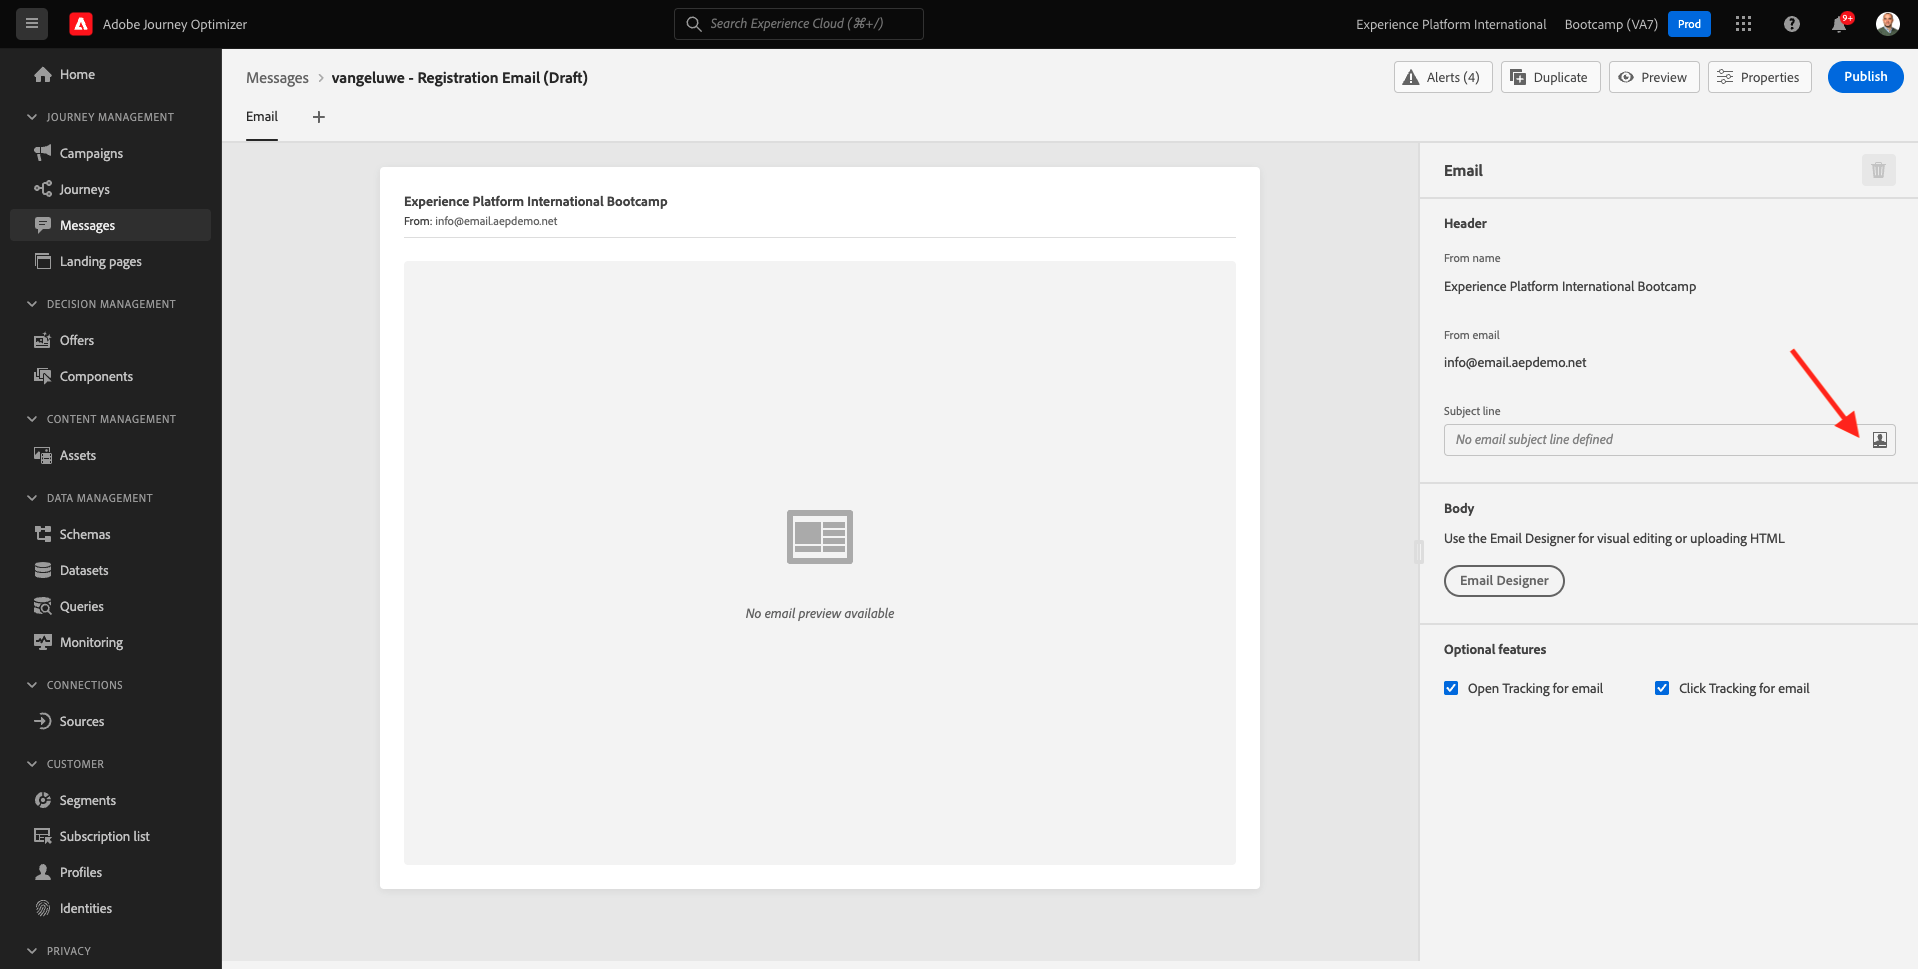 Adobe Journey Optimizer
Search Experience Cloud (⌘+/)
Experience Platform International
Bootcamp (VA7)
Prod
9+
Home
JOURNEY MANAGEMENT
Campaigns
Journeys
Messages
Landing pages
DECISION MANAGEMENT
Offers
Components
CONTENT MANAGEMENT
Assets
DATA MANAGEMENT
Schemas
Datasets
Queries
Monitoring
CONNECTIONS
Sources
CUSTOMER
Segments
Subscription list
Profiles
Identities
PRIVACY
Messages > vangeluwe - Registration Email (Draft)
Alerts (4)
Duplicate
Preview
Properties
Publish
Email +
Experience Platform International Bootcamp
From: info@email.aepdemo.net
No email preview available
Email
Header
From name
Experience Platform International Bootcamp
From email
info@email.aepdemo.net
Subject line
No email subject line defined
Body
Use the Email Designer for visual editing or uploading HTML
Email Designer
Optional features
Open Tracking for email
Click Tracking for email